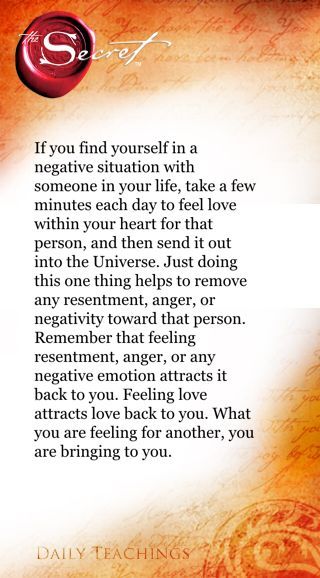 the
Secret™
If you find yourself in a
negative situation with
someone in your life, take a few
minutes each day to feel love
within your heart for that
person, and then send it out
into the Universe. Just doing
this one thing helps to remove
any resentment, anger, or
negativity toward that person.
Remember that feeling
resentment, anger, or any
negative emotion attracts it
back to you. Feeling love
attracts love back to you. What
you are feeling for another, you
are bringing to you.
DAILY TEACHINGS